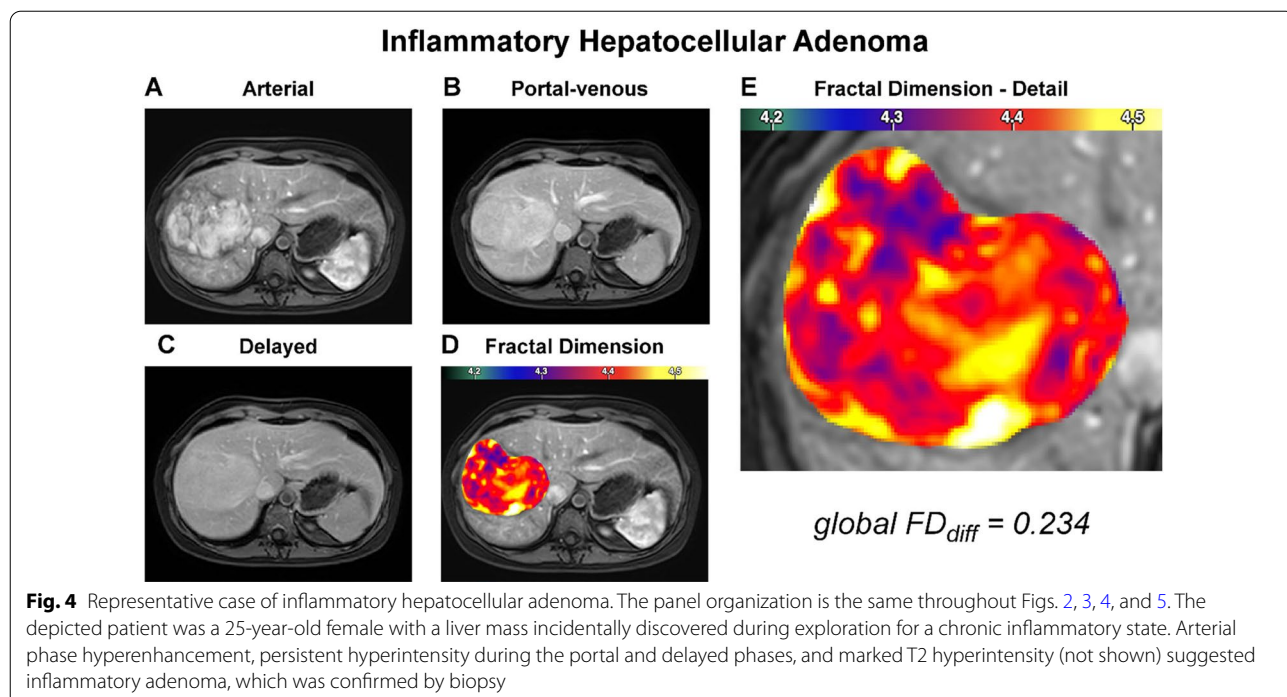 Inflammatory Hepatocellular Adenoma
A Arterial
B Portal-venous
E Fractal Dimension - Detail
4.2 4.3 4.4 4.5
C Delayed
D Fractal Dimension
4.2 4.3 4.4 4.5
global FDdiff = 0.234
Fig. 4 Representative case of inflammatory hepatocellular adenoma. The panel organization is the same throughout Figs. 2, 3, 4, and 5. The
depicted patient was a 25-year-old female with a liver mass incidentally discovered during exploration for a chronic inflammatory state. Arterial
phase hyperenhancement, persistent hyperintensity during the portal and delayed phases, and marked T2 hyperintensity (not shown) suggested
inflammatory adenoma, which was confirmed by biopsy